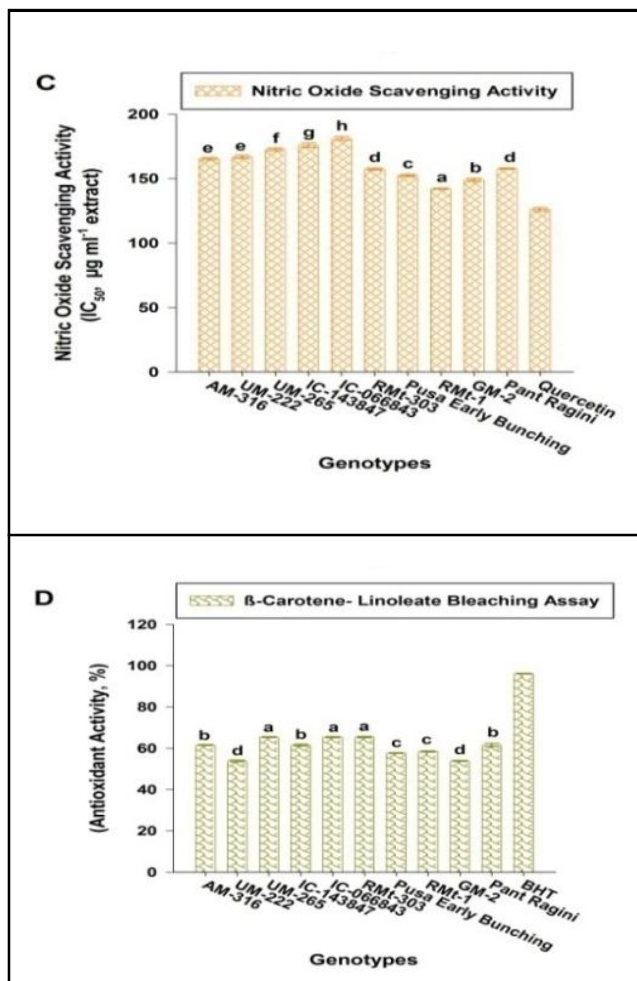 C
Nitric Oxide Scavenging Activity
Nitric Oxide Scavenging Activity
(IC50, µg ml-1 extract)
200
150
100
50
0
e
e
f
g
h
d
c
a
b
d
AM-316
UM-222
UM-265
IC-143847
IC-066843
RMt-303
Pusa Early Bunching
RMt-1
GM-2
Pant Ragini
Quercetin
Genotypes
D
ß-Carotene- Linoleate Bleaching Assay
(Antioxidant Activity, %)
120
100
80
60
40
20
0
b
d
a
b
a
a
c
c
d
b
AM-316
UM-222
UM-265
IC-143847
IC-066843
RMt-303
Pusa Early Bunching
RMt-1
GM-2
Pant Ragini
BHT
Genotypes